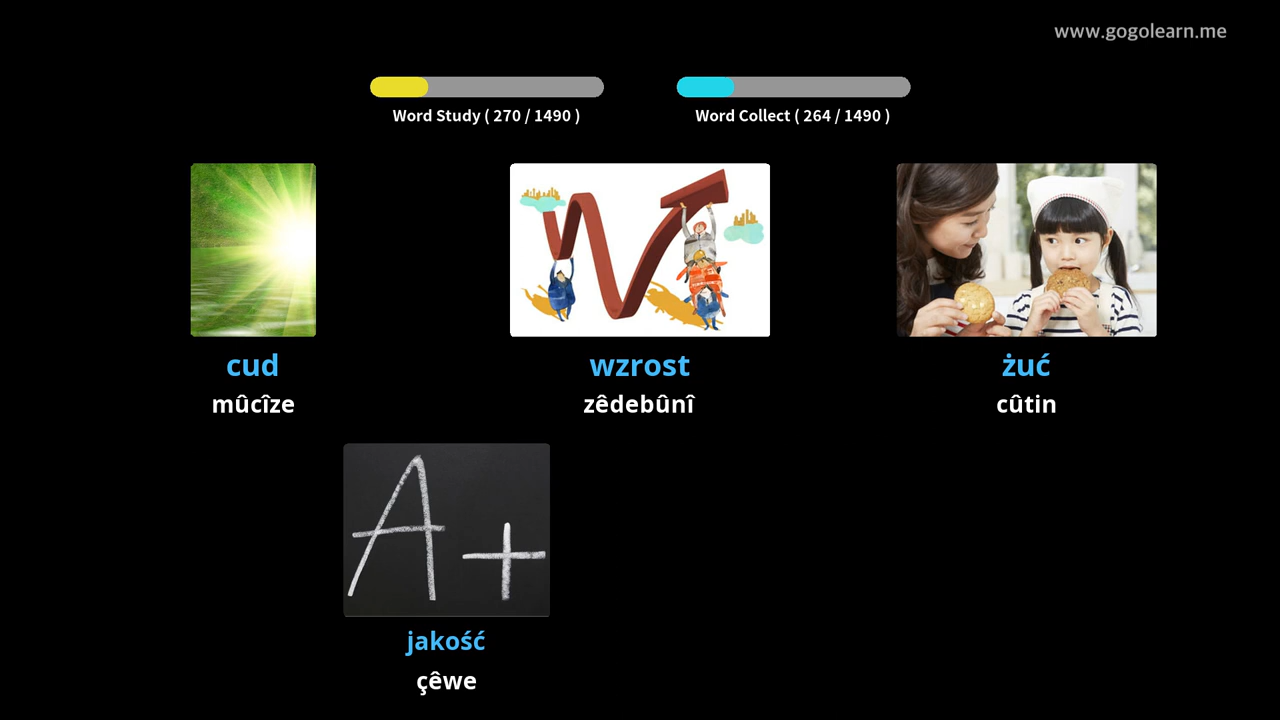 www.gogolearn.me
Word Study ( 270 / 1490 )
Word Collect ( 264 / 1490 )
cud
wzrost
żuć
mûcîze
zêdebûnî
cûtin
A+
jakość
çêwe